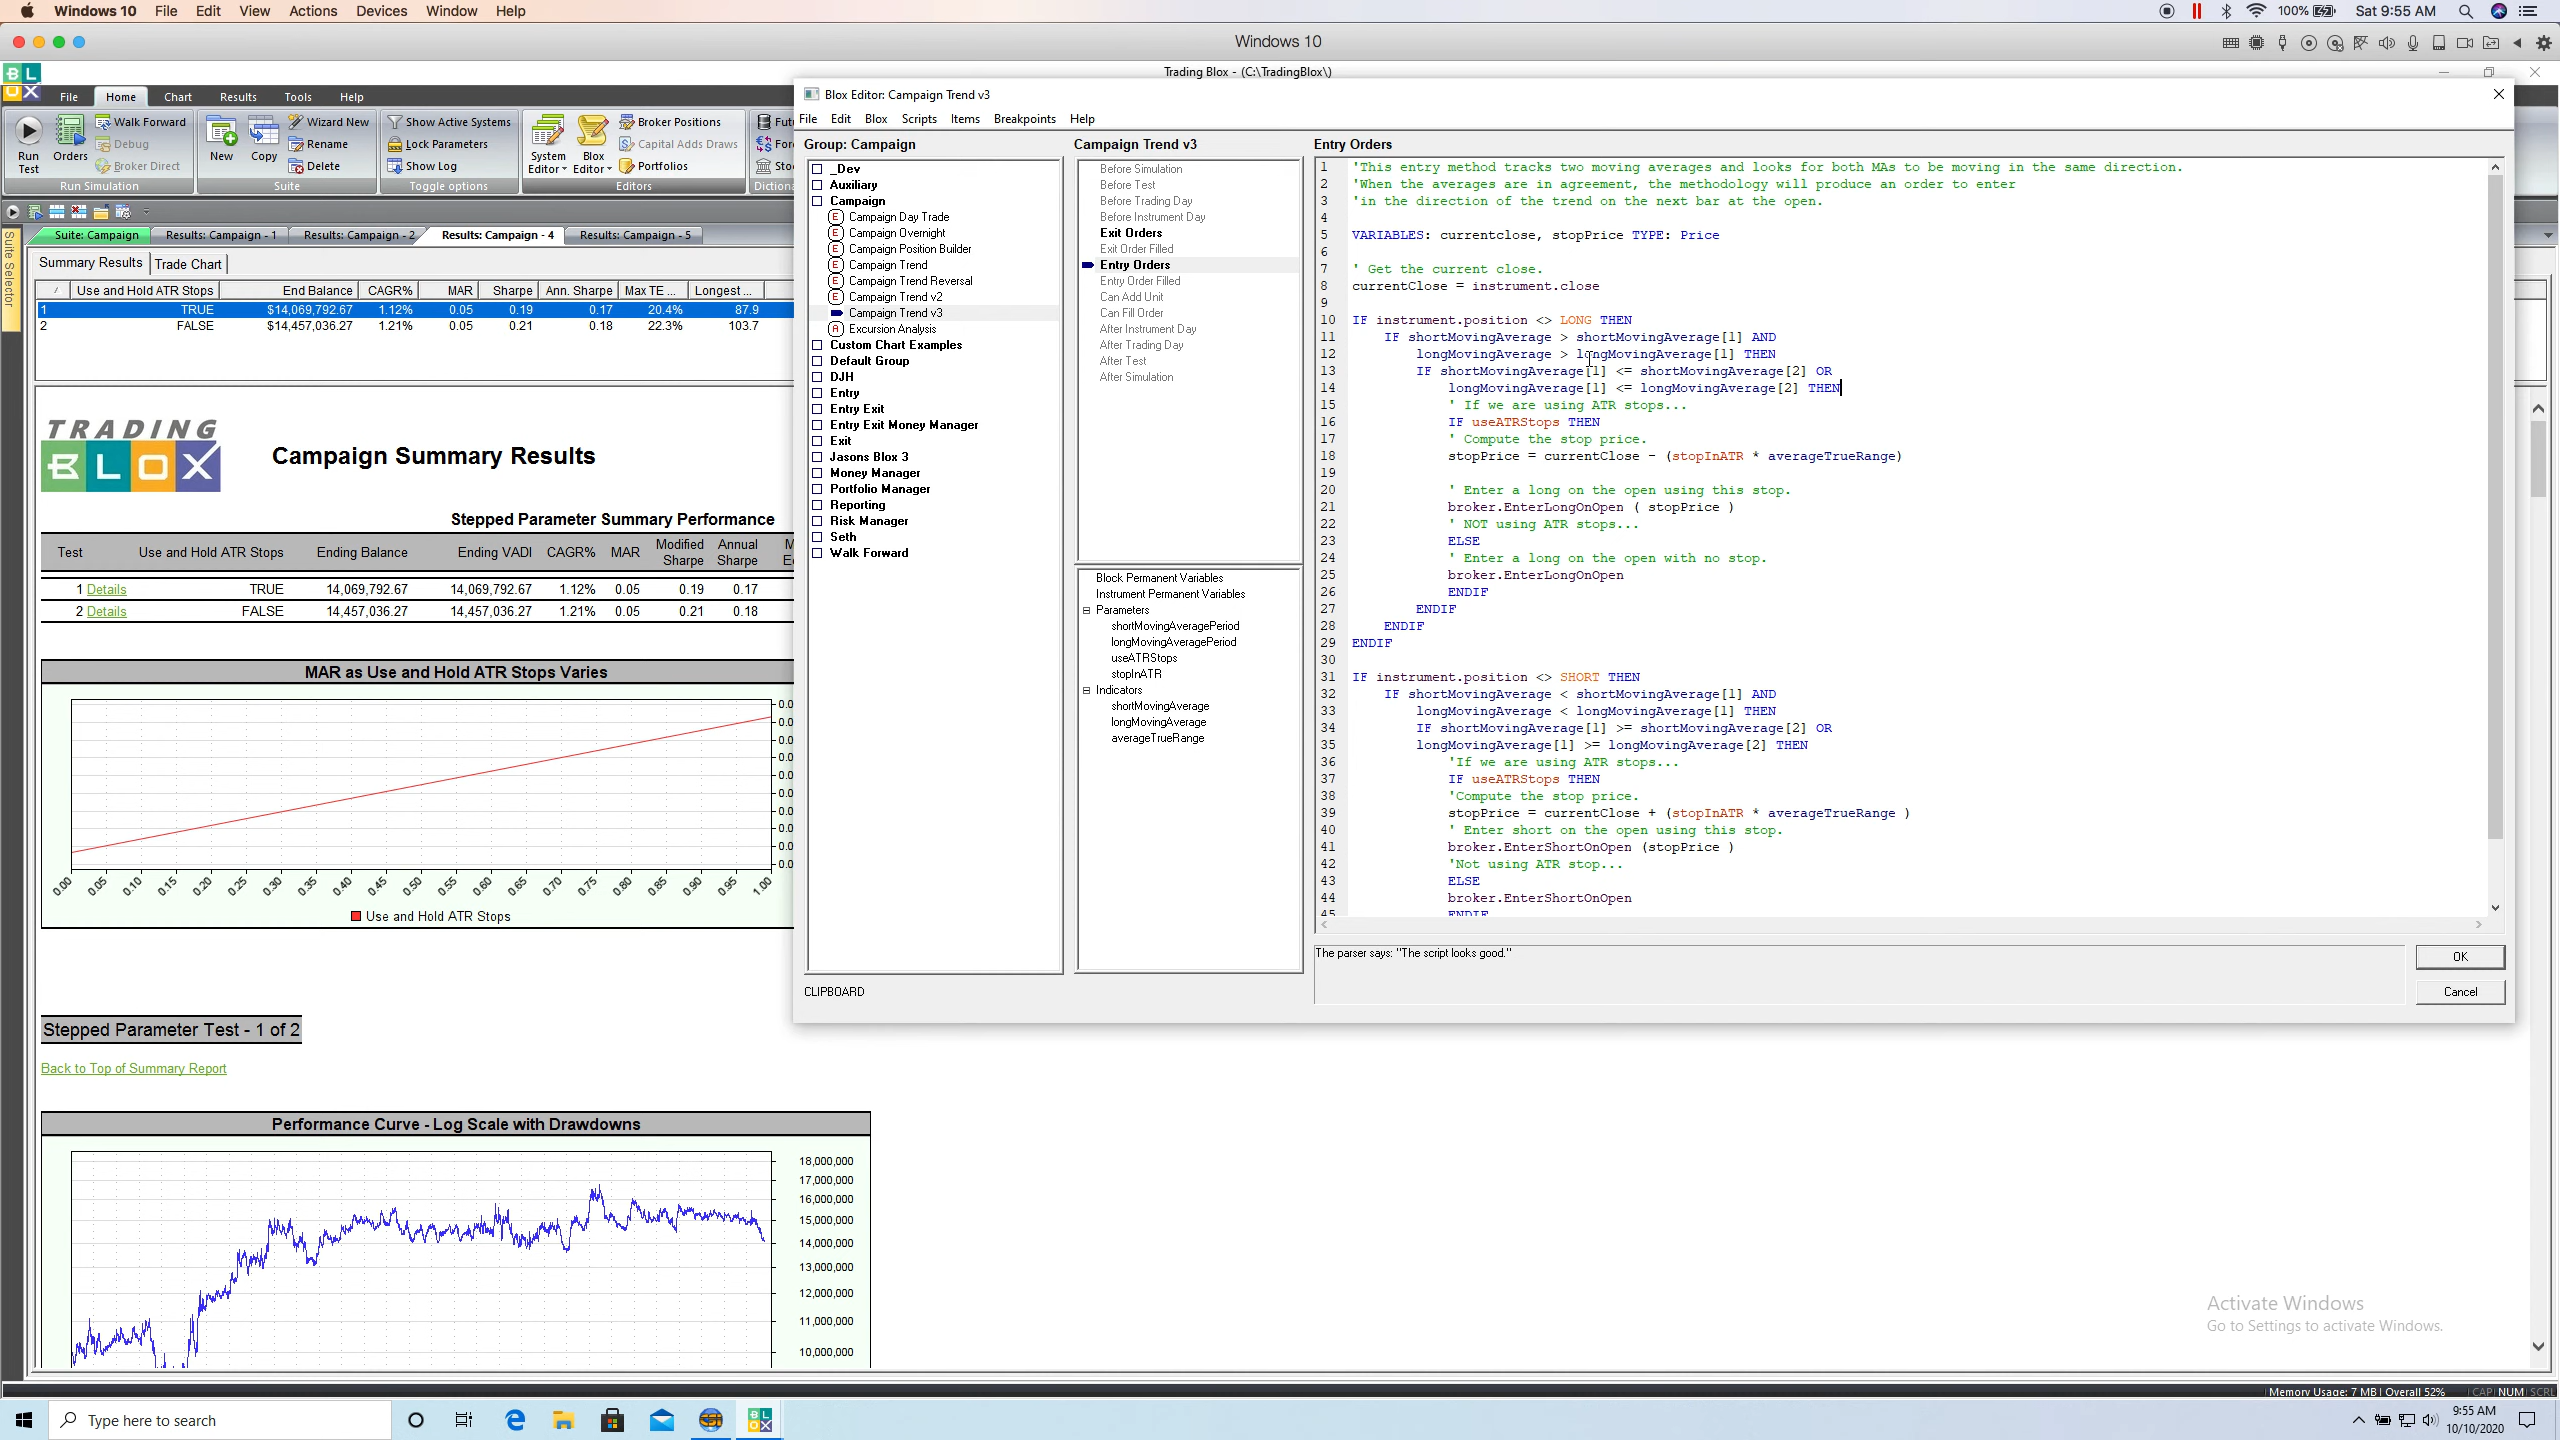 Windows 10 File Edit View Actions Devices Window Help
100% Sat 9:55 AM
Windows 10
Trading Blox - (C:\TradingBlox\)
File Home Chart Results Tools Help
Run Test
Orders
Walk Forward
Debug
Broker Direct
Run Simulation
New
Copy
Wizard New
Rename
Delete
Suite
Show Active Systems
Lock Parameters
Show Log
Toggle options
System Editor
Blox Editor
Broker Positions
Capital Adds Draws
Portfolios
Editors
Futu
For
Sto
Dictiona
Suite Selector
Suite: Campaign
Results: Campaign - 1
Results: Campaign - 2
Results: Campaign - 4
Results: Campaign - 5
Summary Results
Trade Chart
/ Use and Hold ATR Stops End Balance CAGR% MAR Sharpe Ann. Sharpe Max TE ... Longest ...
1 TRUE $14,069,792.67 1.12% 0.05 0.19 0.17 20.4% 87.9
2 FALSE $14,457,036.27 1.21% 0.05 0.21 0.18 22.3% 103.7
TRADING
BLOX
Campaign Summary Results
Stepped Parameter Summary Performance
Test Use and Hold ATR Stops Ending Balance Ending VADI CAGR% MAR Modified Sharpe Annual Sharpe
1 Details TRUE 14,069,792.67 14,069,792.67 1.12% 0.05 0.19 0.17
2 Details FALSE 14,457,036.27 14,457,036.27 1.21% 0.05 0.21 0.18
MAR as Use and Hold ATR Stops Varies
0.00 0.05 0.10 0.15 0.20 0.25 0.30 0.35 0.40 0.45 0.50 0.55 0.60 0.65 0.70 0.75 0.80 0.85 0.90 0.95 1.00
Use and Hold ATR Stops
Stepped Parameter Test - 1 of 2
Back to Top of Summary Report
Performance Curve - Log Scale with Drawdowns
18,000,000
17,000,000
16,000,000
15,000,000
14,000,000
13,000,000
12,000,000
11,000,000
10,000,000
Blox Editor: Campaign Trend v3
File Edit Blox Scripts Items Breakpoints Help
Group: Campaign
_Dev
Auxiliary
Campaign
E Campaign Day Trade
E Campaign Overnight
E Campaign Position Builder
E Campaign Trend
E Campaign Trend Reversal
E Campaign Trend v2
Campaign Trend v3
A Excursion Analysis
Custom Chart Examples
Default Group
DJH
Entry
Entry Exit
Entry Exit Money Manager
Exit
Jasons Blox 3
Money Manager
Portfolio Manager
Reporting
Risk Manager
Seth
Walk Forward
CLIPBOARD
Campaign Trend v3
Before Simulation
Before Test
Before Trading Day
Before Instrument Day
Exit Orders
Exit Order Filled
Entry Orders
Entry Order Filled
Can Add Unit
Can Fill Order
After Instrument Day
After Trading Day
After Test
After Simulation
Block Permanent Variables
Instrument Permanent Variables
Parameters
shortMovingAveragePeriod
longMovingAveragePeriod
useATRStops
stopInATR
Indicators
shortMovingAverage
longMovingAverage
averageTrueRange
Entry Orders
1 'This entry method tracks two moving averages and looks for both MAs to be moving in the same direction.
2 'When the averages are in agreement, the methodology will produce an order to enter
3 'in the direction of the trend on the next bar at the open.
4
5 VARIABLES: currentclose, stopPrice TYPE: Price
6
7 ' Get the current close.
8 currentClose = instrument.close
9
10 IF instrument.position <> LONG THEN
11 IF shortMovingAverage > shortMovingAverage[1] AND
12 longMovingAverage > longMovingAverage[1] THEN
13 IF shortMovingAverage[1] <= shortMovingAverage[2] OR
14 longMovingAverage[1] <= longMovingAverage[2] THEN
15 ' If we are using ATR stops...
16 IF useATRStops THEN
17 ' Compute the stop price.
18 stopPrice = currentClose - (stopInATR * averageTrueRange)
19
20 ' Enter a long on the open using this stop.
21 broker.EnterLongOnOpen ( stopPrice )
22 ' NOT using ATR stops...
23 ELSE
24 ' Enter a long on the open with no stop.
25 broker.EnterLongOnOpen
26 ENDIF
27 ENDIF
28 ENDIF
29 ENDIF
30
31 IF instrument.position <> SHORT THEN
32 IF shortMovingAverage < shortMovingAverage[1] AND
33 longMovingAverage < longMovingAverage[1] THEN
34 IF shortMovingAverage[1] >= shortMovingAverage[2] OR
35 longMovingAverage[1] >= longMovingAverage[2] THEN
36 'If we are using ATR stops...
37 IF useATRStops THEN
38 'Compute the stop price.
39 stopPrice = currentClose + (stopInATR * averageTrueRange )
40 ' Enter short on the open using this stop.
41 broker.EnterShortOnOpen (stopPrice )
42 'Not using ATR stop...
43 ELSE
44 broker.EnterShortOnOpen
45 ENDIF
The parser says: "The script looks good."
OK
Cancel
Activate Windows
Go to Settings to activate Windows.
Memory Usage: 7 MB | Overall 52% CAP NUM SCRL
Type here to search
9:55 AM
10/10/2020